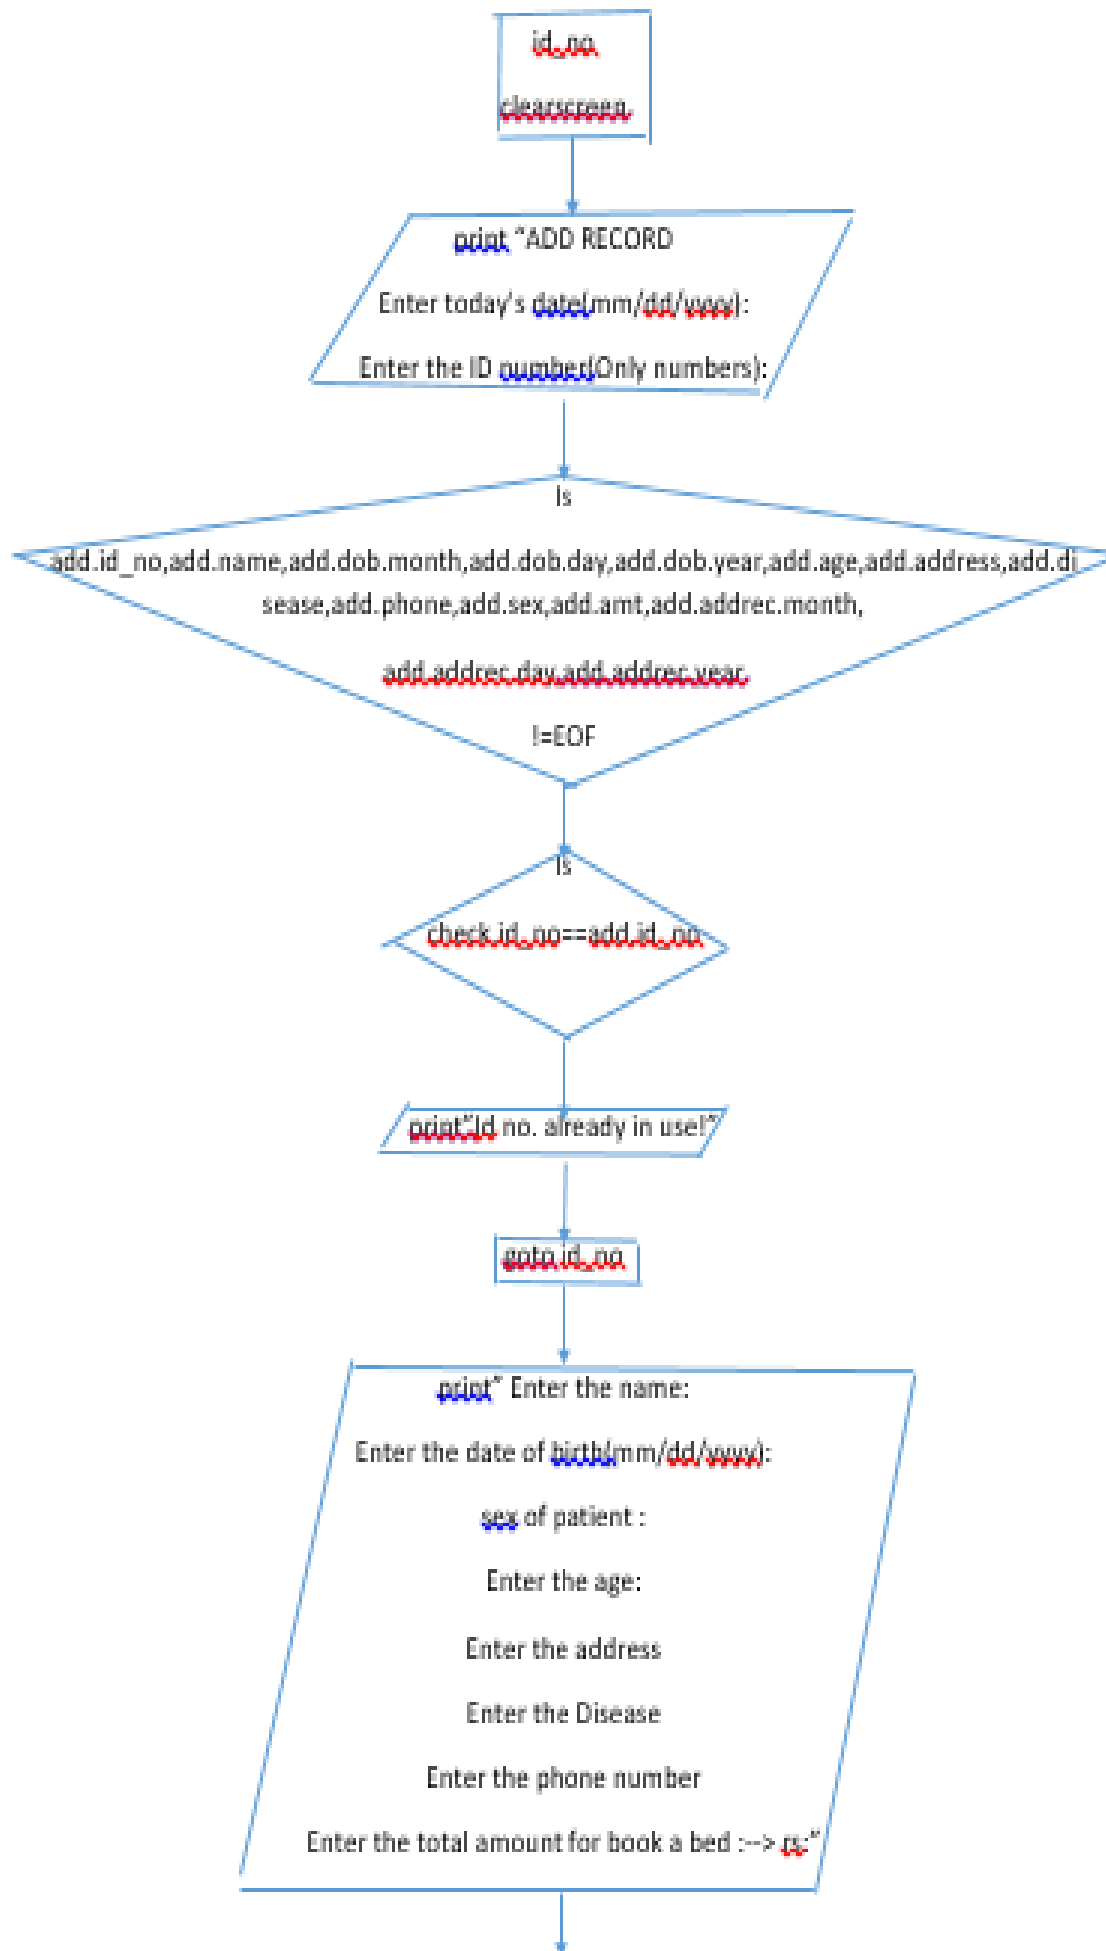 id_no
clearscreen.
print "ADD RECORD
Enter today's date(mm/dd/yyyy):
Enter the ID number(Only numbers):
Is
add.id_no,add.name,add.dob.month,add.dob.day,add.dob.year,add.age,add.address,add.di
sease,add.phone,add.sex,add.amt,add.addrec.month,
add.addrec.day,add.addrec.year.
!=EOF
Is
check.id_no==add.id_no
print"Id no. already in use!"
goto id_no
print" Enter the name:
Enter the date of birth(mm/dd/yyyy):
sex of patient :
Enter the age:
Enter the address
Enter the Disease
Enter the phone number
Enter the total amount for book a bed :--> rs:"